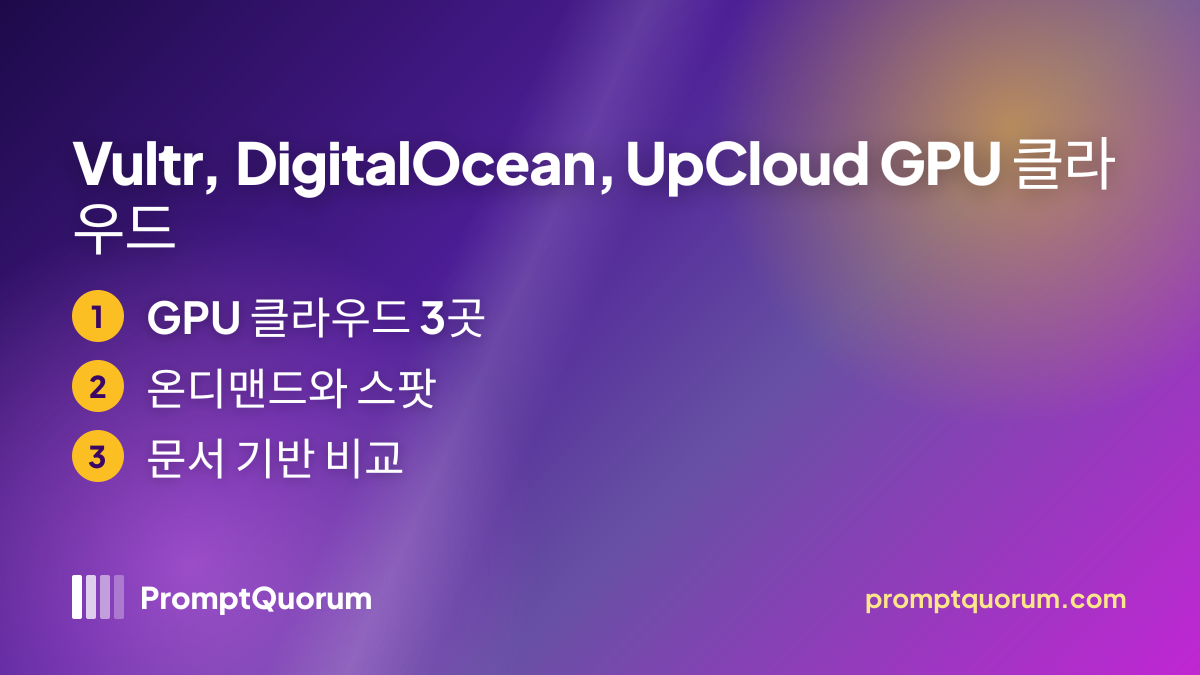 Vultr, DigitalOcean, UpCloud GPU 클라
우드
1 GPU 클라우드 3곳
2 온디맨드와 스팟
3 문서 기반 비교
PromptQuorum
promptquorum.com